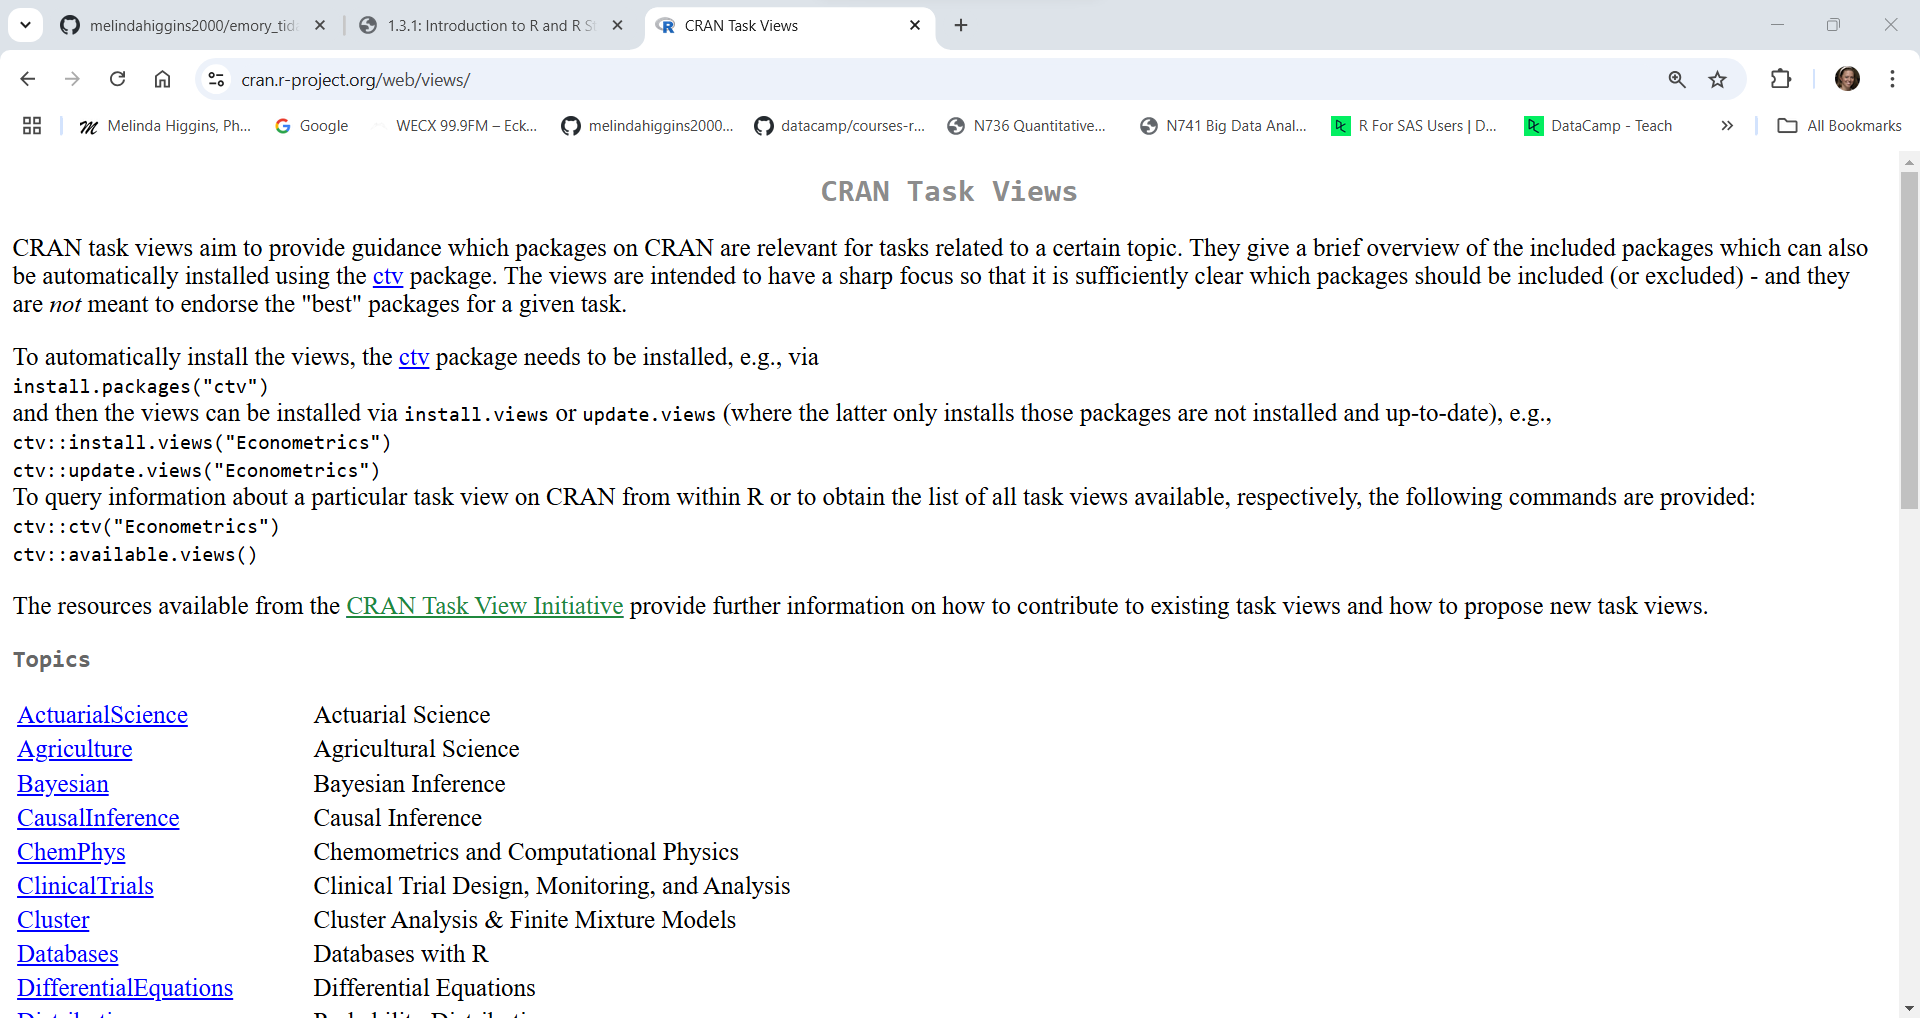 melindahiggins2000/emory_tida
1.3.1: Introduction to R and R St
CRAN Task Views
cran.r-project.org/web/views/
Melinda Higgins, Ph...
Google
WECX 99.9FM – Eck...
melindahiggins2000...
datacamp/courses-r...
N736 Quantitative...
N741 Big Data Anal...
R For SAS Users | D...
DataCamp - Teach
All Bookmarks
CRAN Task Views
CRAN task views aim to provide guidance which packages on CRAN are relevant for tasks related to a certain topic. They give a brief overview of the included packages which can also
be automatically installed using the ctv package. The views are intended to have a sharp focus so that it is sufficiently clear which packages should be included (or excluded) - and they
are not meant to endorse the "best" packages for a given task.
To automatically install the views, the ctv package needs to be installed, e.g., via
install.packages("ctv")
and then the views can be installed via install.views or update.views (where the latter only installs those packages are not installed and up-to-date), e.g.,
ctv::install.views("Econometrics")
ctv::update.views("Econometrics")
To query information about a particular task view on CRAN from within R or to obtain the list of all task views available, respectively, the following commands are provided:
ctv::ctv("Econometrics")
ctv::available.views()
The resources available from the CRAN Task View Initiative provide further information on how to contribute to existing task views and how to propose new task views.
Topics
ActuarialScience Actuarial Science
Agriculture Agricultural Science
Bayesian Bayesian Inference
CausalInference Causal Inference
ChemPhys Chemometrics and Computational Physics
ClinicalTrials Clinical Trial Design, Monitoring, and Analysis
Cluster Cluster Analysis & Finite Mixture Models
Databases Databases with R
DifferentialEquations Differential Equations